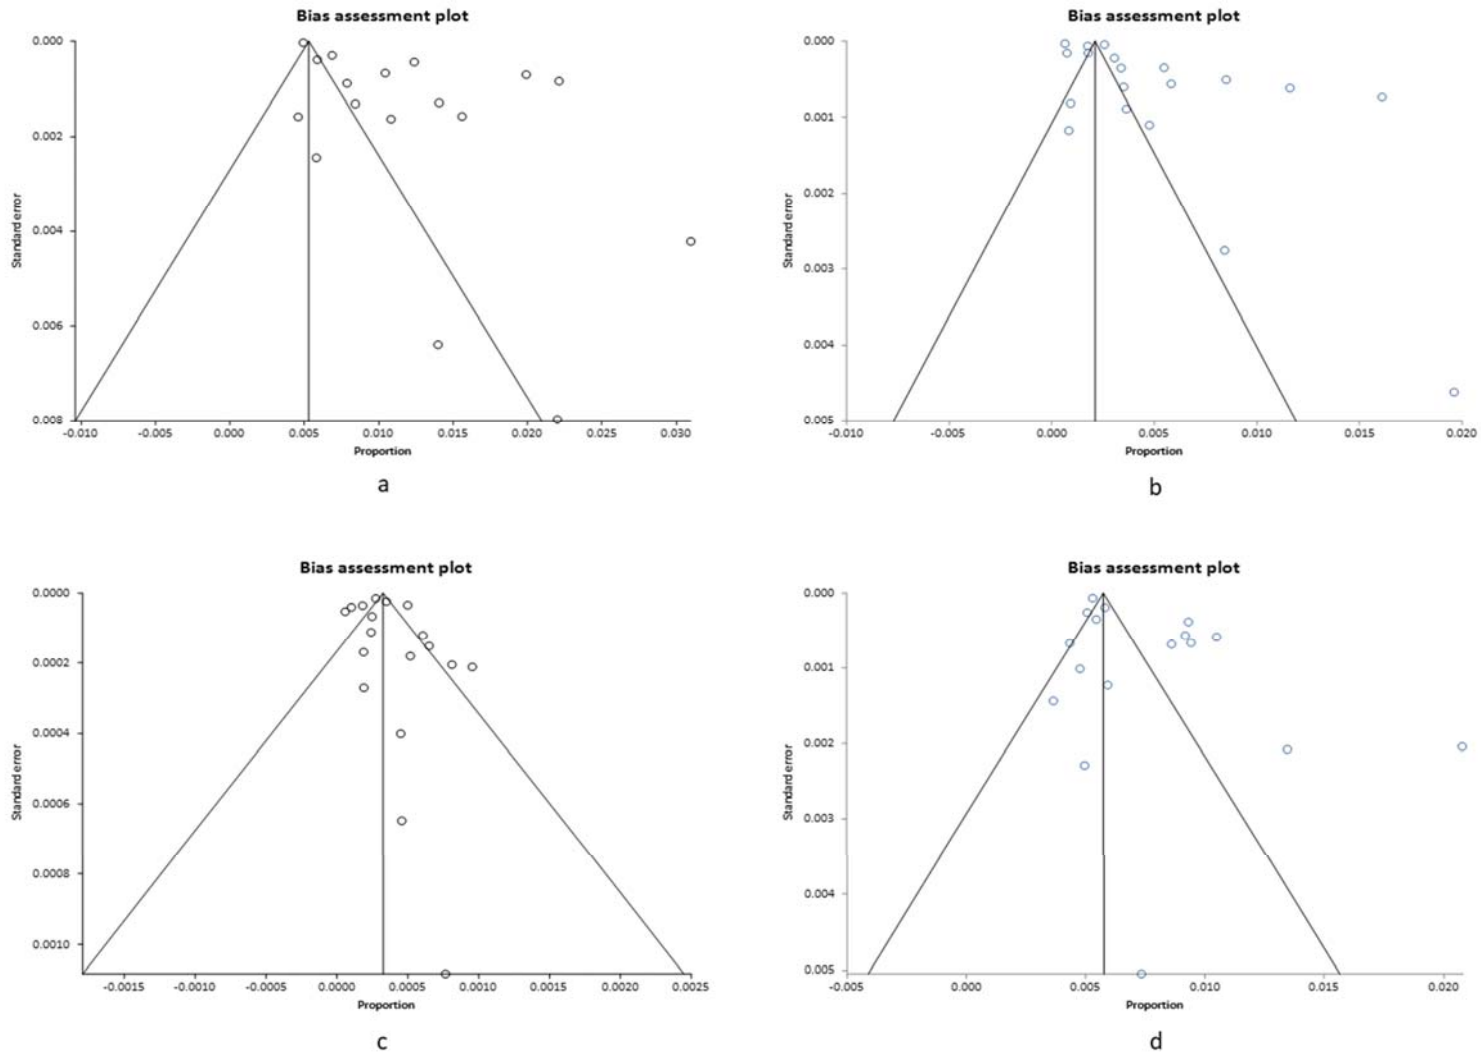 Bias assessment plot
0.000
0.002
0.004
0.006
0.008
Standard error
-0.010 -0.005 0.000 0.005 0.010 0.015 0.020 0.025 0.030
Proportion
a
Bias assessment plot
0.000
0.001
0.002
0.003
0.004
0.005
Standard error
-0.010 -0.005 0.000 0.005 0.010 0.015 0.020
Proportion
b
Bias assessment plot
0.0000
0.0002
0.0004
0.0006
0.0008
0.0010
Standard error
-0.0015 -0.0010 -0.0005 0.0000 0.0005 0.0010 0.0015 0.0020 0.0025
Proportion
c
Bias assessment plot
0.000
0.001
0.002
0.003
0.004
0.005
Standard error
-0.005 0.000 0.005 0.010 0.015 0.020
Proportion
d